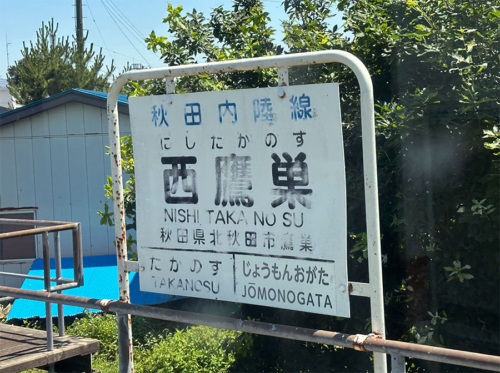 秋田内陸線
にしたかのす
西鷹巣
NISHI TAKA NO SU
秋田県北秋田市鷹巣
たかのす じょうもんおがた
TAKANOSU JŌMONOGATA